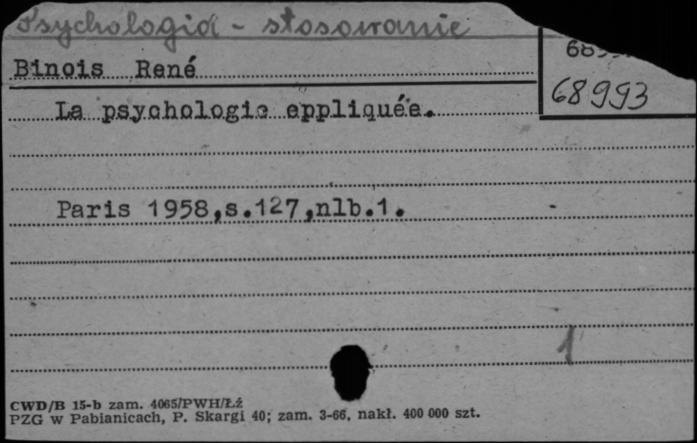 Psychologia - stosowanie
Binois René
68993
La psychologie appliquée.
Paris 1958,s.127,nlb.1.
1
CWD/B 15-b zam. 4065/PWH/Łź
PZG w Pabianicach, P. Skargi 40; zam. 3-66, nakł. 400 000 szt.